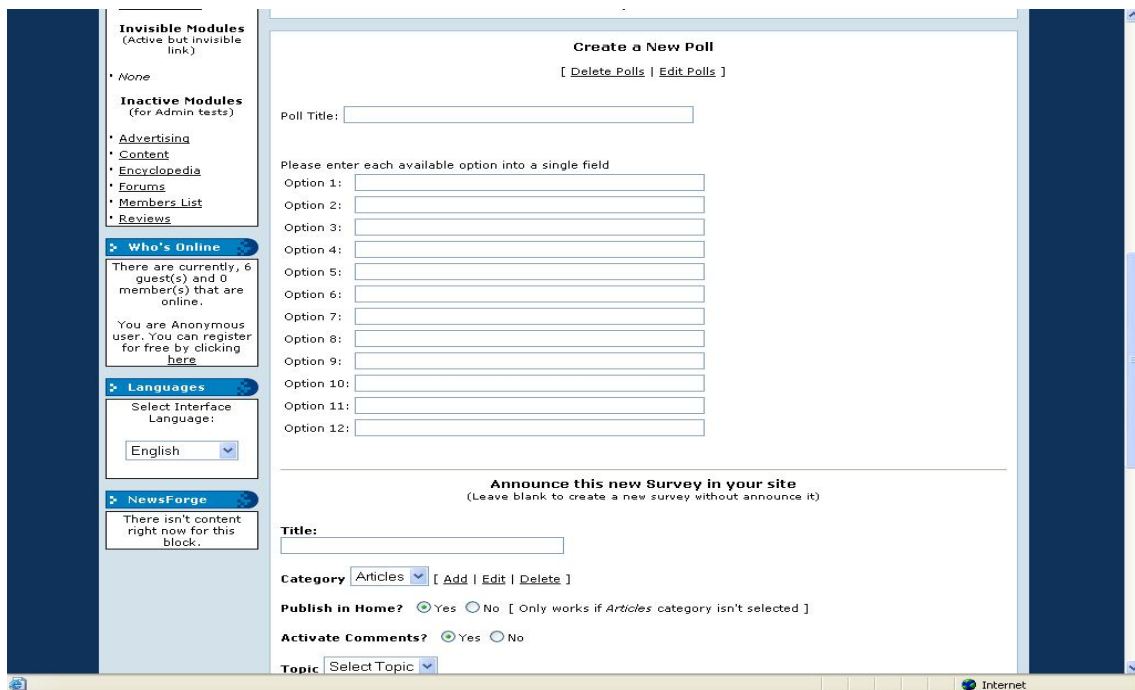 Invisible Modules
(Active but invisible
link)
· None
Inactive Modules
(for Admin tests)
· Advertising
· Content
· Encyclopedia
· Forums
· Members List
· Reviews
Who's Online
There are currently, 6
guest(s) and 0
member(s) that are
online.
You are Anonymous
user. You can register
for free by clicking
here
Languages
Select Interface
Language:
English
NewsForge
There isn't content
right now for this
block.
Create a New Poll
[ Delete Polls | Edit Polls ]
Poll Title:
Please enter each available option into a single field
Option 1:
Option 2:
Option 3:
Option 4:
Option 5:
Option 6:
Option 7:
Option 8:
Option 9:
Option 10:
Option 11:
Option 12:
Announce this new Survey in your site
(Leave blank to create a new survey without announce it)
Title:
Category Articles [ Add | Edit | Delete ]
Publish in Home? Yes No [ Only works if Articles category isn't selected ]
Activate Comments? Yes No
Topic Select Topic
Internet